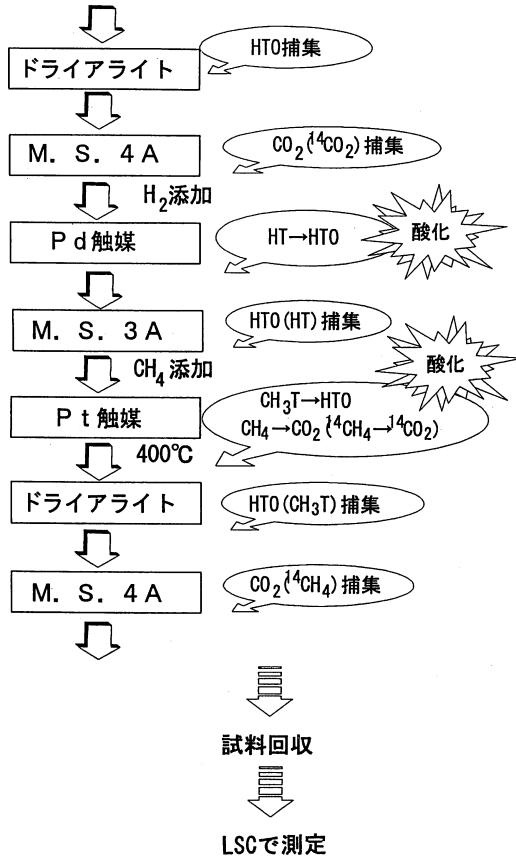 HTO捕集
ドライアライト
M. S. 4A
CO₂(¹⁴CO₂)捕集
H₂添加
Pd触媒
HT→HTO
酸化
M. S. 3A
HTO(HT)捕集
CH₄添加
酸化
Pt触媒
CH₃T→HTO
CH₄→CO₂(¹⁴CH₄→¹⁴CO₂)
400℃
ドライアライト
HTO(CH₃T)捕集
M. S. 4A
CO₂(¹⁴CH₄)捕集
試料回収
LSCで測定